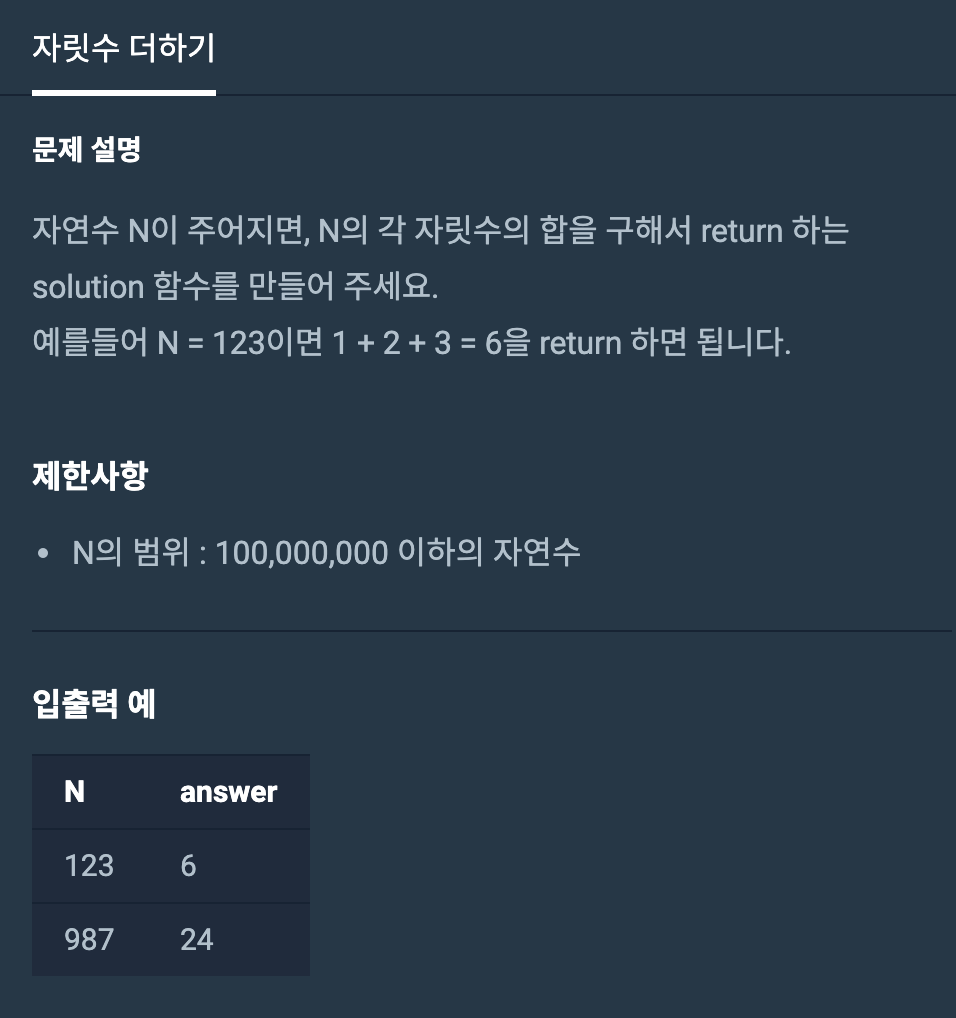 자릿수 더하기
문제 설명
자연수 N이 주어지면, N의 각 자릿수의 합을 구해서 return 하는
solution 함수를 만들어 주세요.
예를들어 N = 123이면 1 + 2 + 3 = 6을 return 하면 됩니다.
제한사항
• N의 범위 : 100,000,000 이하의 자연수
입출력 예
N answer
123 6
987 24